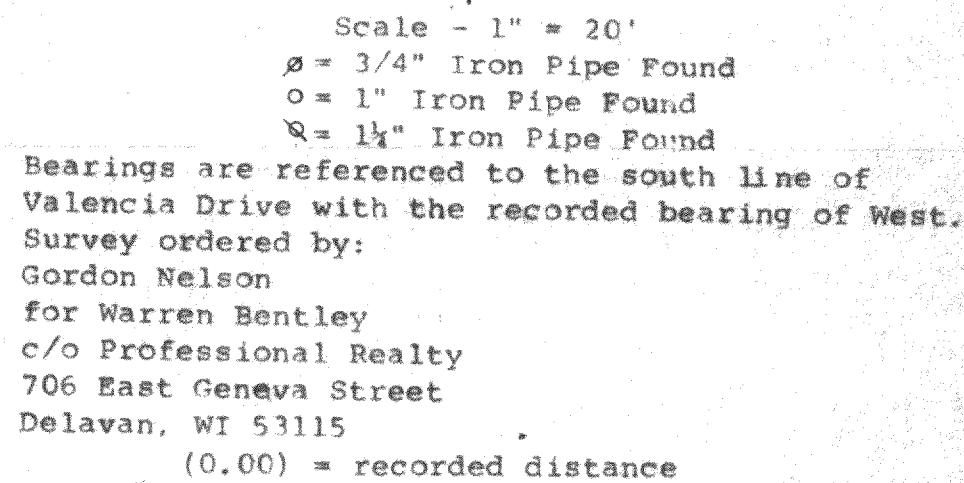 Scale - 1" = 20'
ø = 3/4" Iron Pipe Found
o = 1" Iron Pipe Found
= 1¼" Iron Pipe Found
Bearings are referenced to the south line of
Valencia Drive with the recorded bearing of West.
Survey ordered by:
Gordon Nelson
for Warren Bentley
c/o Professional Realty
706 East Geneva Street
Delavan, WI 53115
(0.00) = recorded distance